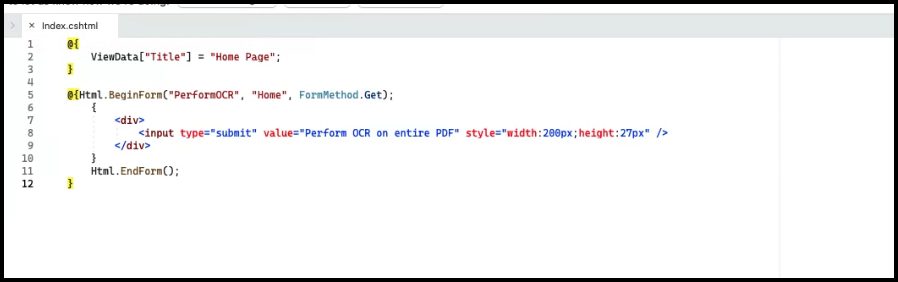 Index.cshtml
1 @{
2 ViewData["Title"] = "Home Page";
3 }
4
5 @{Html.BeginForm("PerformOCR", "Home", FormMethod.Get);
6 {
7 <div>
8 <input type="submit" value="Perform OCR on entire PDF" style="width:200px;height:27px" />
9 </div>
10 }
11 Html.EndForm();
12 }